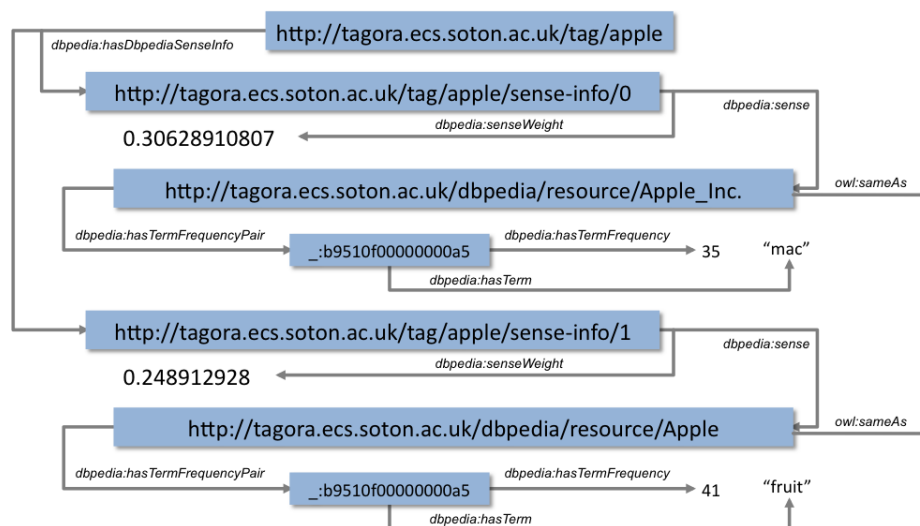 http://tagora.ecs.soton.ac.uk/tag/apple
dbpedia:hasDbpediaSenseInfo
http://tagora.ecs.soton.ac.uk/tag/apple/sense-info/0
dbpedia:sense
dbpedia:senseWeight
0.30628910807
http://tagora.ecs.soton.ac.uk/dbpedia/resource/Apple_Inc.
owl:sameAs
dbpedia:hasTermFrequencyPair
_:b9510f00000000a5
dbpedia:hasTermFrequency
35
“mac”
dbpedia:hasTerm
http://tagora.ecs.soton.ac.uk/tag/apple/sense-info/1
dbpedia:sense
dbpedia:senseWeight
0.248912928
http://tagora.ecs.soton.ac.uk/dbpedia/resource/Apple
owl:sameAs
dbpedia:hasTermFrequencyPair
_:b9510f00000000a5
dbpedia:hasTermFrequency
41
“fruit”
dbpedia:hasTerm